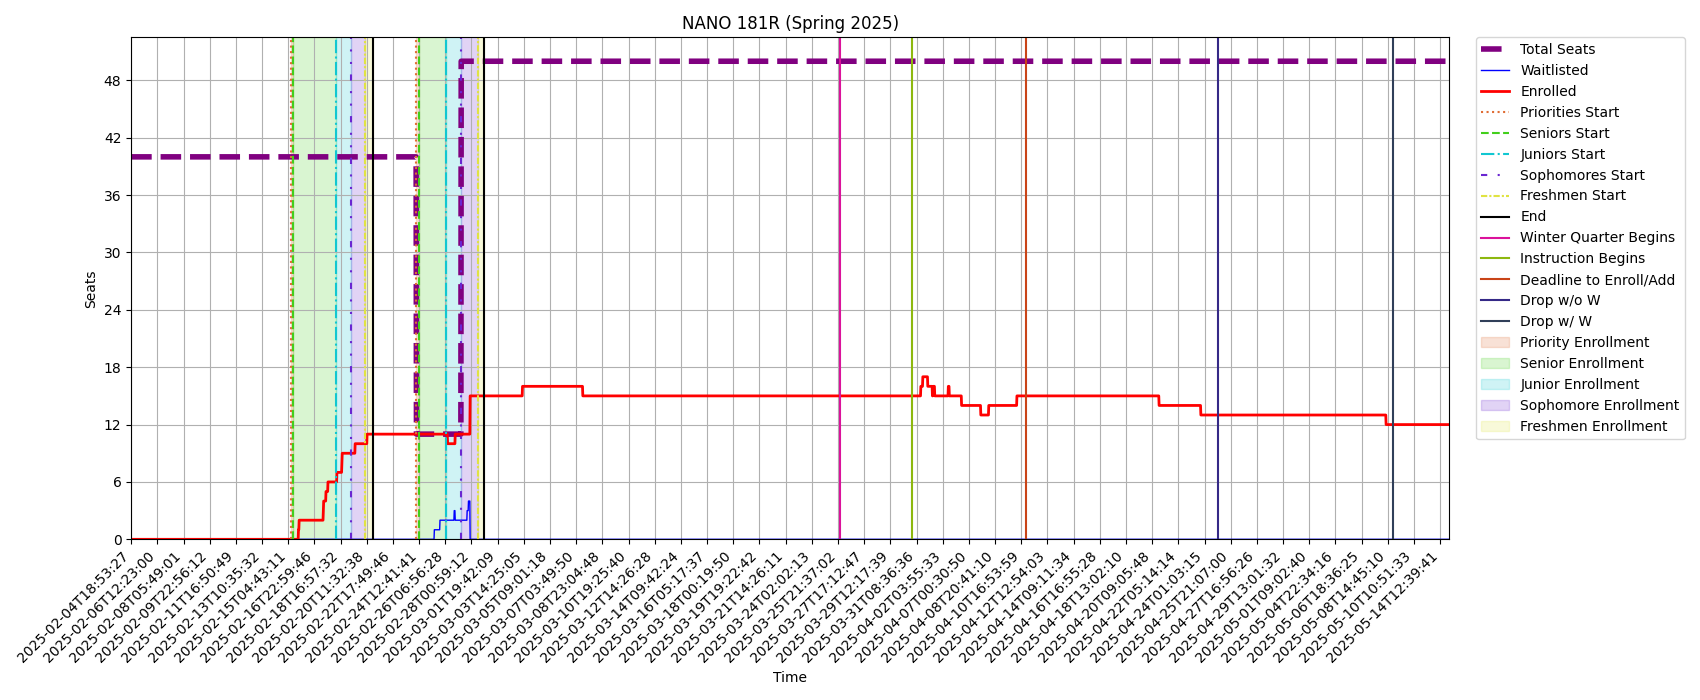 NANO 181R (Spring 2025)
Seats
48
42
36
30
24
18
12
6
0
2025-02-04T18:53:27
2025-02-06T12:23:00
2025-02-08T05:49:01
2025-02-09T22:56:12
2025-02-11T16:50:49
2025-02-13T10:35:32
2025-02-15T04:43:11
2025-02-16T22:59:46
2025-02-18T16:57:32
2025-02-20T11:32:38
2025-02-22T17:49:46
2025-02-24T12:41:41
2025-02-26T06:56:28
2025-02-28T00:59:12
2025-03-01T19:42:09
2025-03-03T14:25:05
2025-03-05T09:01:18
2025-03-07T03:49:50
2025-03-08T23:04:48
2025-03-10T19:25:40
2025-03-12T14:26:28
2025-03-14T09:42:24
2025-03-16T05:17:37
2025-03-18T00:19:50
2025-03-19T19:22:42
2025-03-21T14:26:11
2025-03-24T02:02:13
2025-03-25T21:37:02
2025-03-27T17:12:47
2025-03-29T12:17:39
2025-03-31T08:36:36
2025-04-02T03:55:33
2025-04-07T00:30:50
2025-04-08T20:41:10
2025-04-10T16:53:59
2025-04-12T12:54:03
2025-04-14T09:11:34
2025-04-16T16:55:28
2025-04-18T13:02:10
2025-04-20T09:05:48
2025-04-22T05:14:14
2025-04-24T01:03:15
2025-04-25T21:07:00
2025-04-27T16:56:26
2025-04-29T13:01:32
2025-05-01T09:02:40
2025-05-04T22:34:16
2025-05-06T18:36:25
2025-05-08T14:45:10
2025-05-10T10:51:33
2025-05-14T12:39:41
Time
Total Seats
Waitlisted
Enrolled
Priorities Start
Seniors Start
Juniors Start
Sophomores Start
Freshmen Start
End
Winter Quarter Begins
Instruction Begins
Deadline to Enroll/Add
Drop w/o W
Drop w/ W
Priority Enrollment
Senior Enrollment
Junior Enrollment
Sophomore Enrollment
Freshmen Enrollment